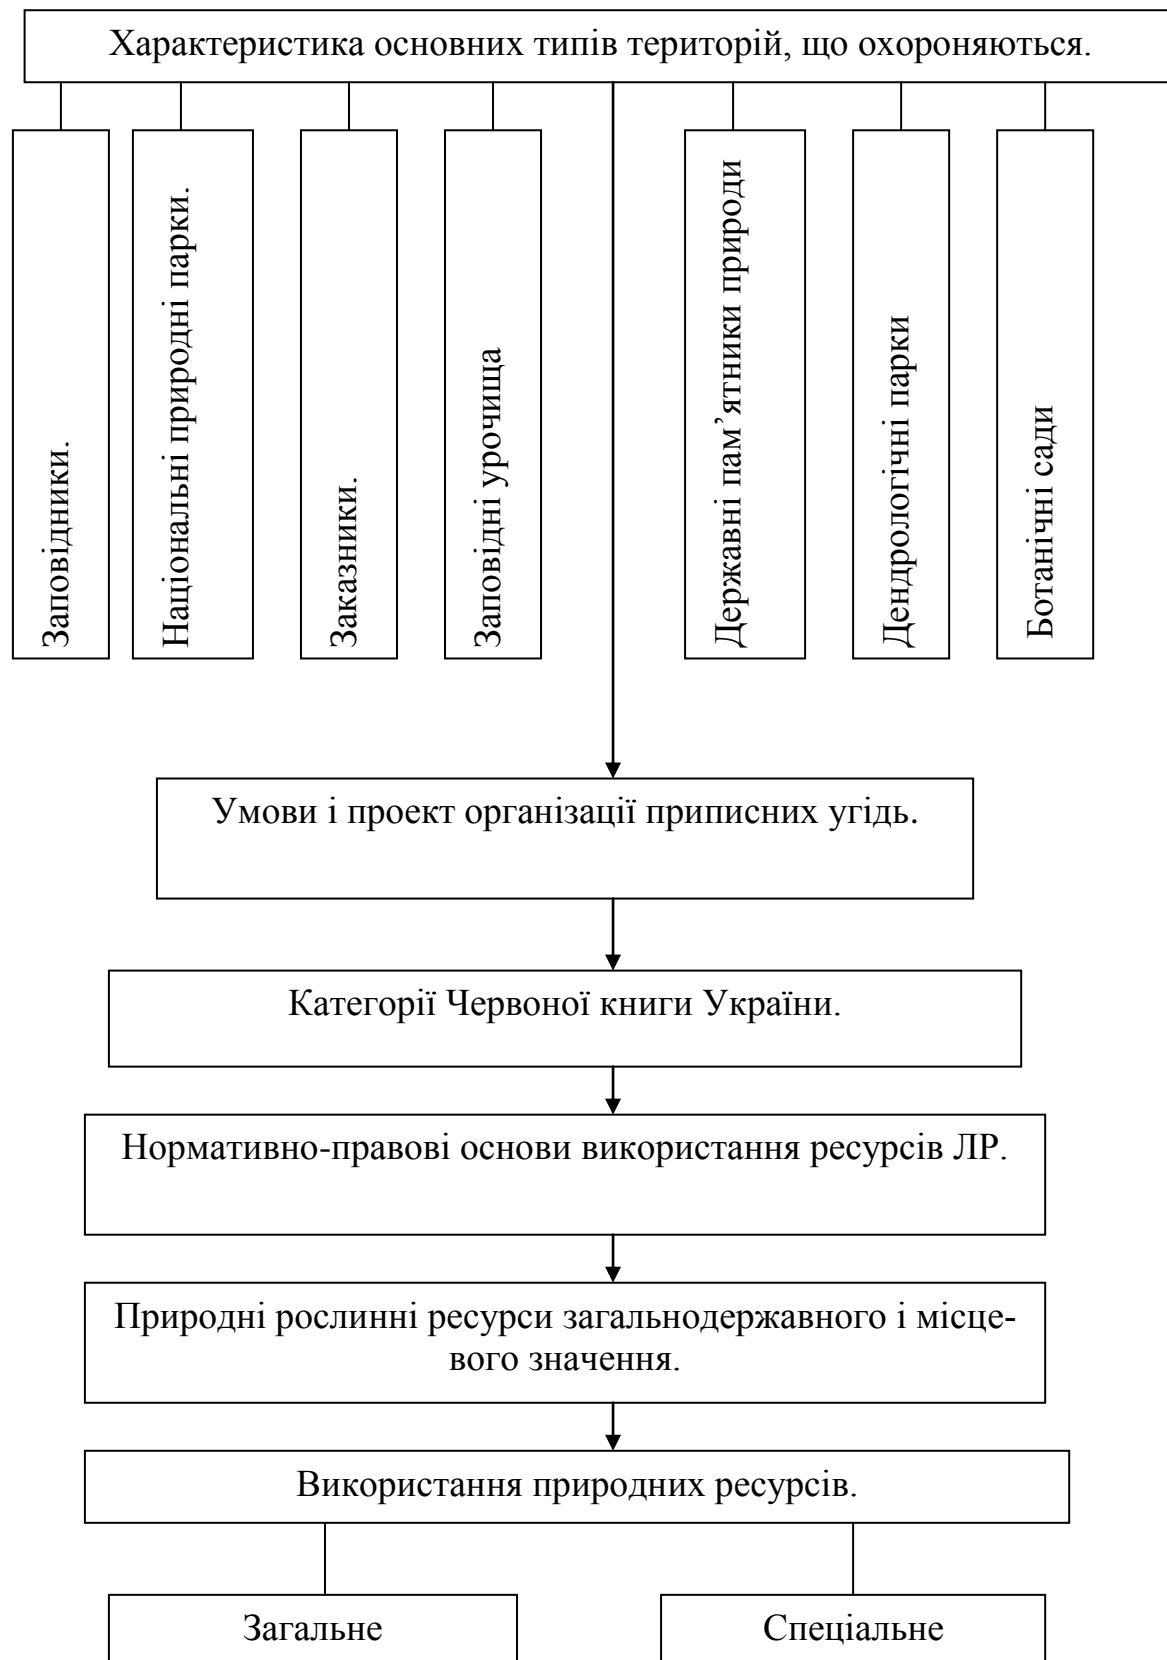 Характеристика основних типів територій, що охороняються.
Заповідники.
Національні природні парки.
Заказники.
Заповідні урочища
Державні пам’ятники природи
Дендрологічні парки
Ботанічні сади
Умови і проект організації приписних угідь.
Категорії Червоної книги України.
Нормативно-правові основи використання ресурсів ЛР.
Природні рослинні ресурси загальнодержавного і місце-
вого значення.
Використання природних ресурсів.
Загальне
Спеціальне